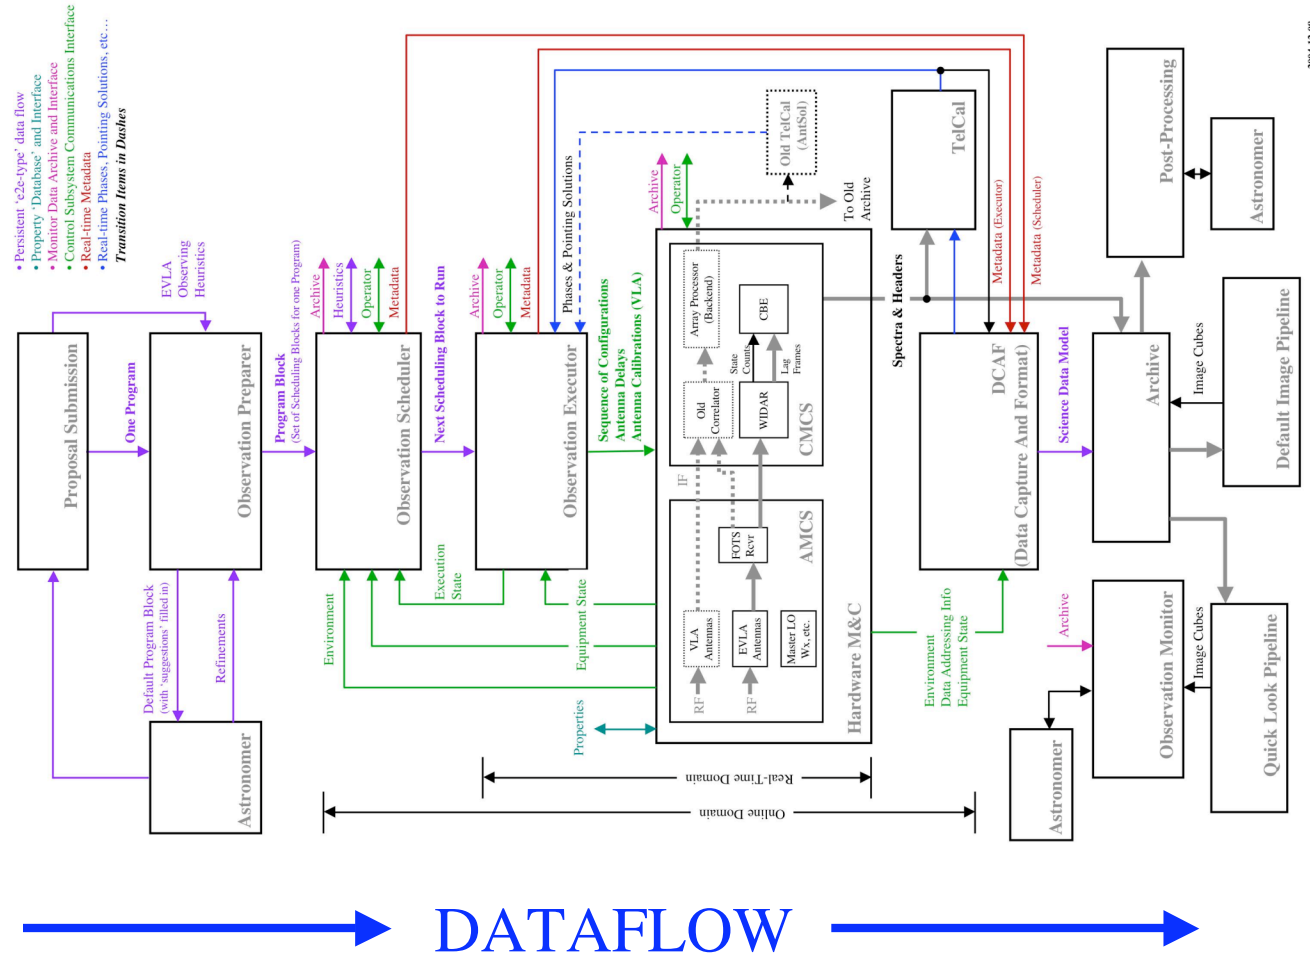 • Persistent ‘e2e-type’ data flow
• Property ‘Database’ and Interface
• Monitor Data Archive and Interface
• Control Subsystem Communications Interface
• Real-time Metadata
• Real-time Phases, Pointing Solutions, etc…
Transition Items in Dashes
Proposal Submission
One Program
EVLA
Observing
Heuristics
Observation Preparer
Default Program Block
(with ‘suggestions’ filled in)
Refinements
Astronomer
Program Block
(Set of Scheduling Blocks for one Program)
Archive
Heuristics
Operator
Metadata
Observation Scheduler
Environment
Execution
State
Next Scheduling Block to Run
Archive
Operator
Metadata
Observation Executor
Equipment State
Phases & Pointing Solutions
Sequence of Configurations
Antenna Delays
Antenna Calibrations (VLA)
Properties
Archive
Operator
Hardware M&C
AMCS
RF
VLA
Antennas
RF
EVLA
Antennas
Master LO
Wx, etc.
FOTS
Rcvr
IF
CMCS
Old
Correlator
WIDAR
State
Counts
Lag
Frames
Array Processor
(Backend)
CBE
Old TelCal
(AntSol)
To Old
Archive
Real-Time Domain
Online Domain
Spectra & Headers
TelCal
Metadata (Executor)
Metadata (Scheduler)
Environment
Data Addressing Info
Equipment State
DCAF
(Data Capture And Format)
Science Data Model
Archive
Post-Processing
Astronomer
Image Cubes
Default Image Pipeline
Archive
Observation Monitor
Astronomer
Image Cubes
Quick Look Pipeline
DATAFLOW